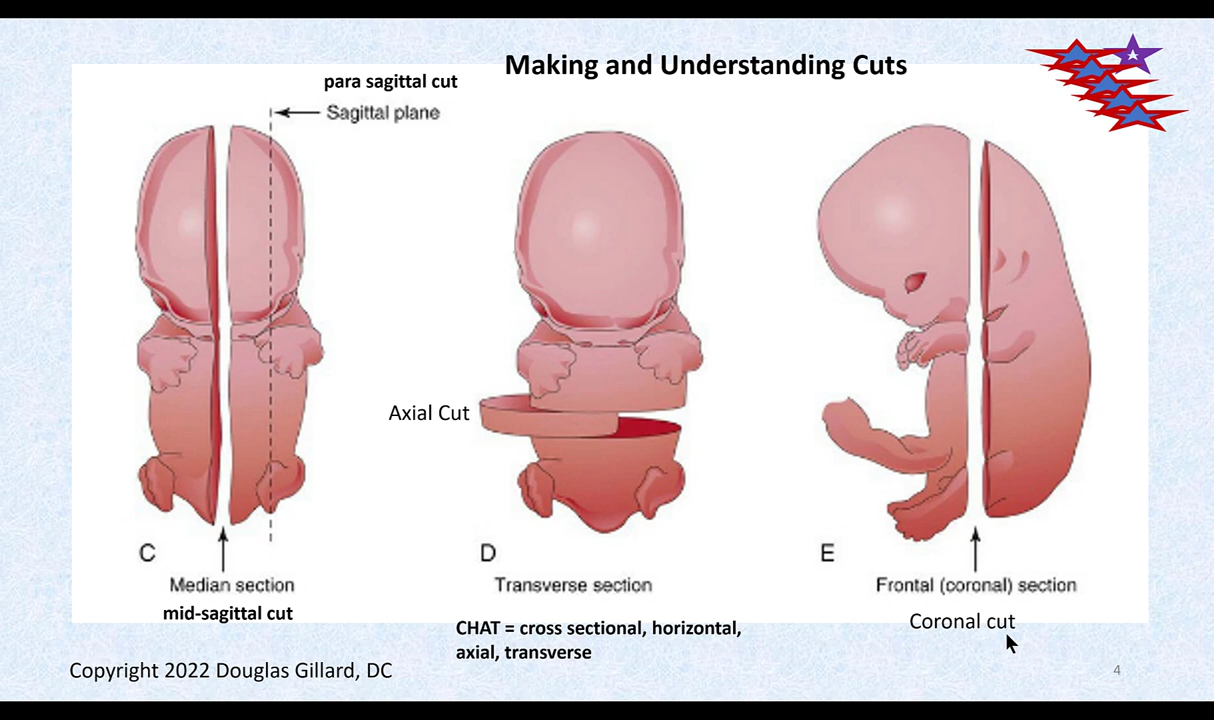 Making and Understanding Cuts
para sagittal cut
Sagittal plane
Axial Cut
C
D
E
Median section
Transverse section
Frontal (coronal) section
mid-sagittal cut
CHAT = cross sectional, horizontal,
axial, transverse
Coronal cut
Copyright 2022 Douglas Gillard, DC
4